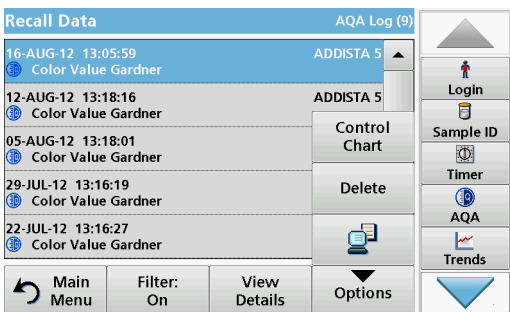 Recall Data
AQA Log (9)
16-AUG-12 13:05:59 ADDISTA 5
Color Value Gardner
12-AUG-12 13:18:16 ADDISTA 5
Color Value Gardner
05-AUG-12 13:18:01
Color Value Gardner
29-JUL-12 13:16:19
Color Value Gardner
22-JUL-12 13:16:27
Color Value Gardner
Control
Chart
Delete
Main
Menu
Filter:
On
View
Details
Options
Login
Sample ID
Timer
AQA
Trends